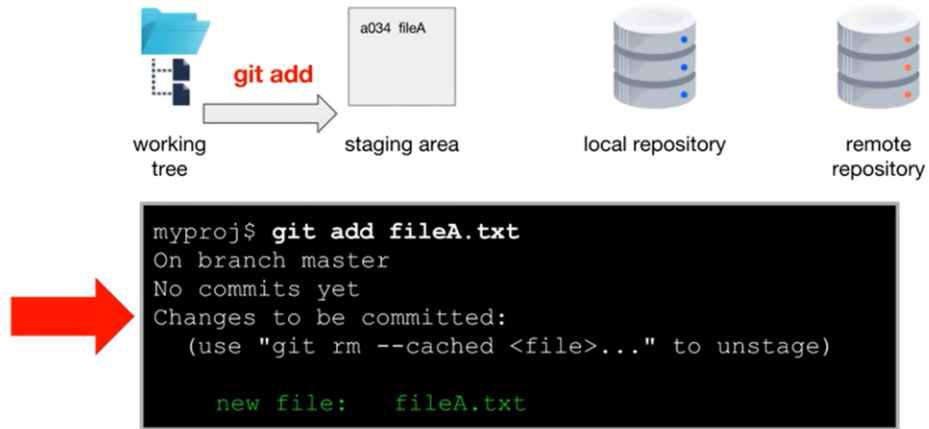 a034 fileA
git add
working tree
staging area
local repository
remote repository
myproj$ git add fileA.txt
On branch master
No commits yet
Changes to be committed:
(use "git rm --cached <file>..." to unstage)
new file: fileA.txt